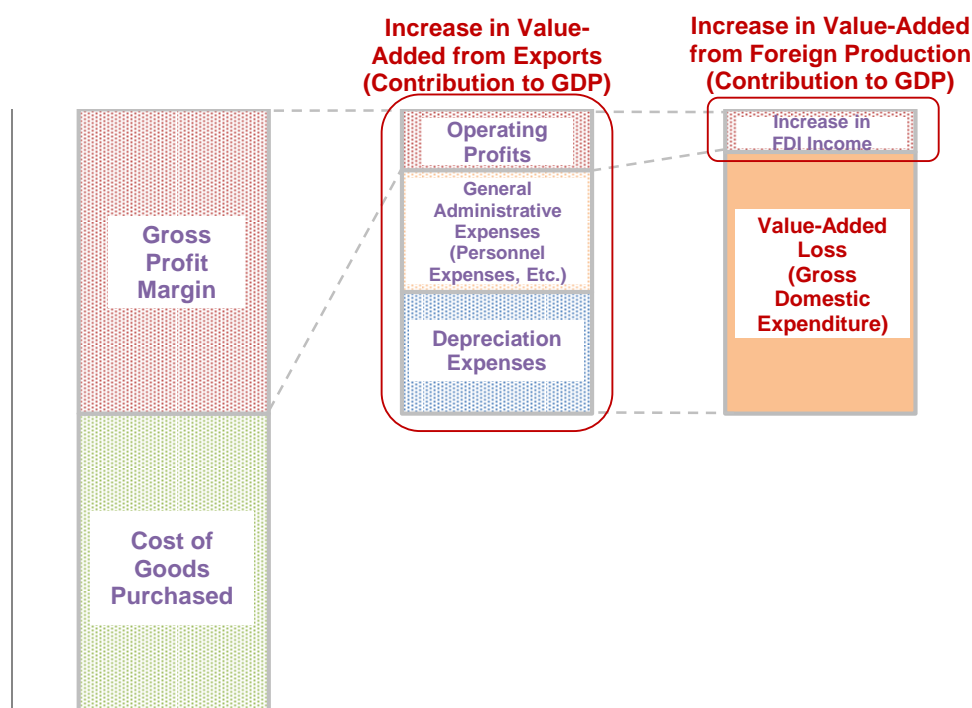 Increase in Value-
Added from Exports
(Contribution to GDP)
Increase in Value-Added
from Foreign Production
(Contribution to GDP)
Gross
Profit
Margin
Cost of
Goods
Purchased
Operating
Profits
General
Administrative
Expenses
(Personnel
Expenses, Etc.)
Depreciation
Expenses
Increase in
FDI Income
Value-Added
Loss
(Gross
Domestic
Expenditure)